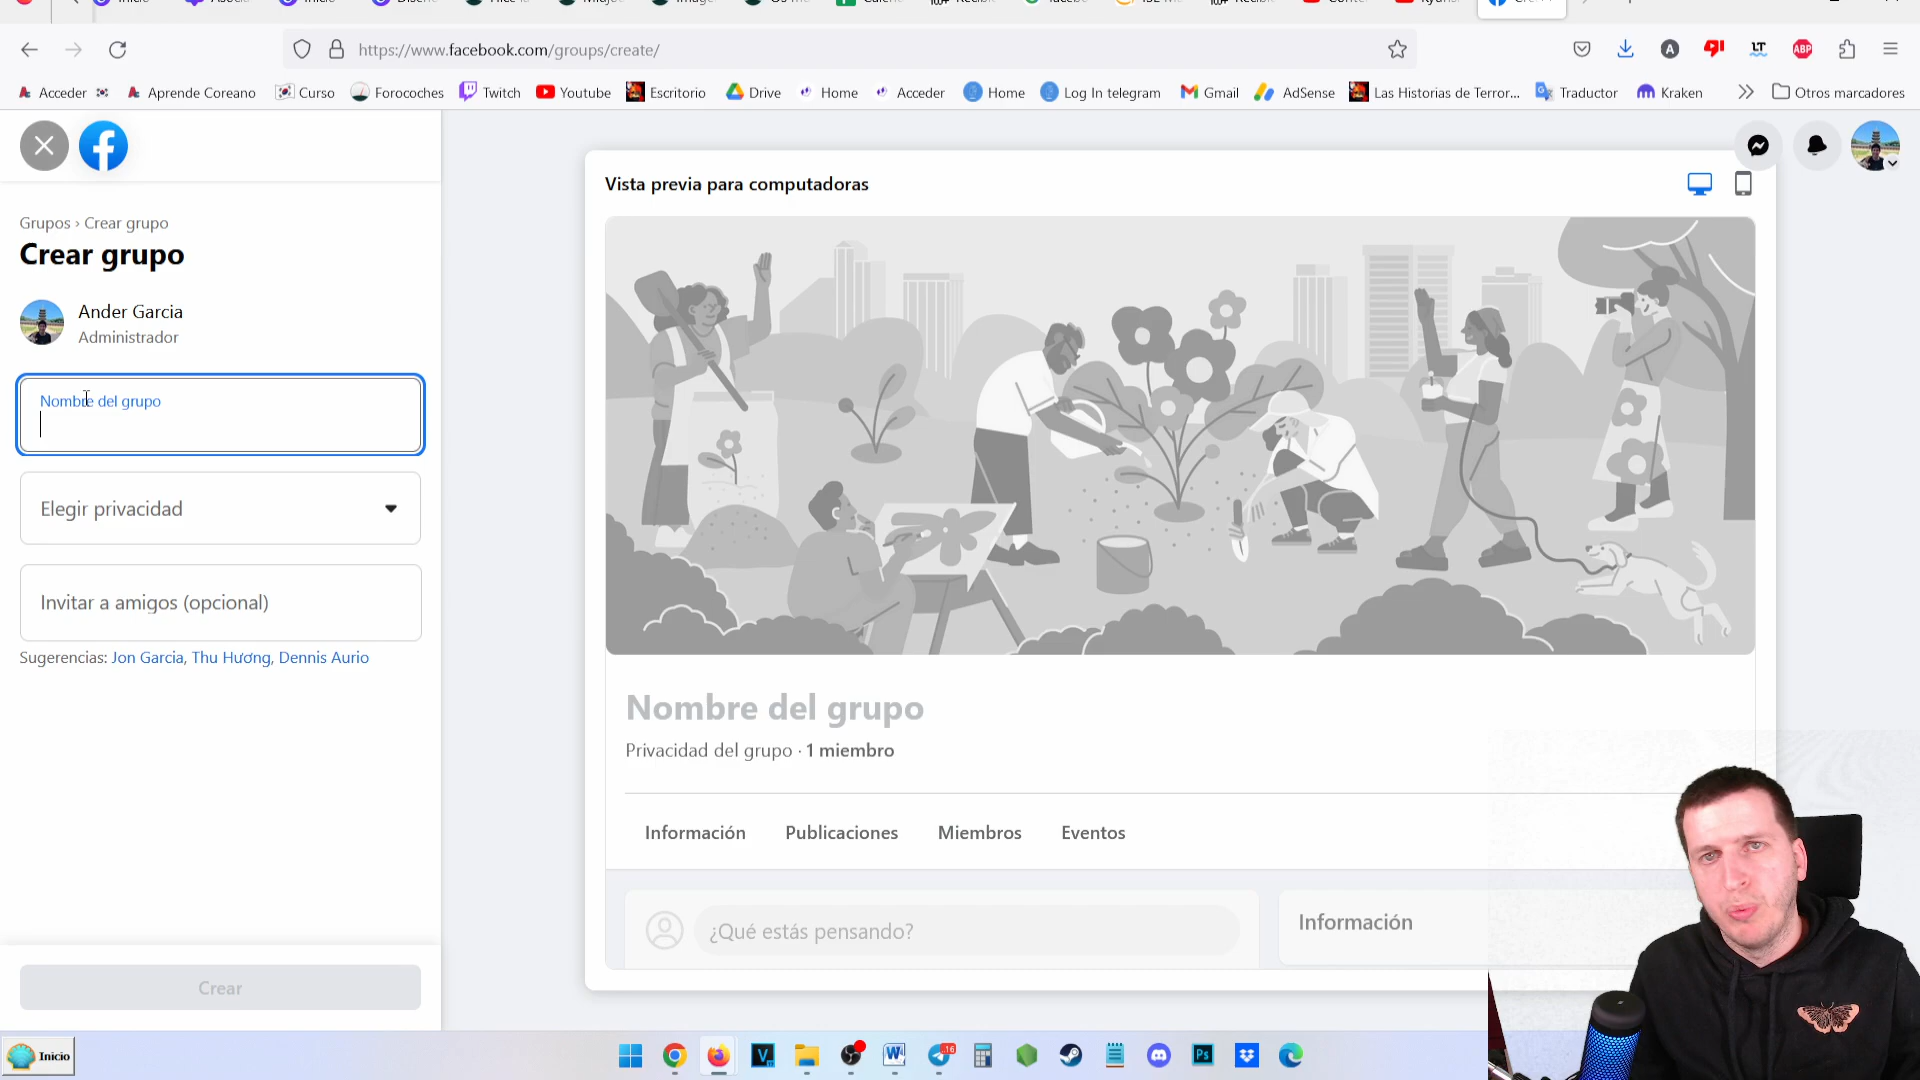 https://www.facebook.com/groups/create/
Acceder
Aprende Coreano
Curso
Forocoches
Twitch
Youtube
Escritorio
Drive
Home
Acceder
Home
Log In telegram
Gmail
AdSense
Las Historias de Terror...
Traductor
Kraken
Otros marcadores
Grupos › Crear grupo
Crear grupo
Ander Garcia
Administrador
Nombre del grupo
Elegir privacidad
Invitar a amigos (opcional)
Sugerencias: Jon Garcia, Thu Hương, Dennis Aurio
Crear
Vista previa para computadoras
Nombre del grupo
Privacidad del grupo · 1 miembro
Información
Publicaciones
Miembros
Eventos
¿Qué estás pensando?
Información
Inicio